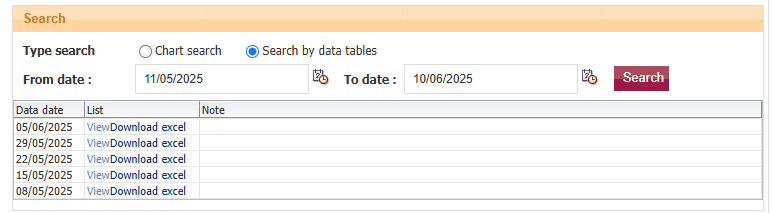 Search
Type search Chart search Search by data tables
From date : 11/05/2025 To date : 10/06/2025 Search
Data date List Note
05/06/2025 ViewDownload excel
29/05/2025 ViewDownload excel
22/05/2025 ViewDownload excel
15/05/2025 ViewDownload excel
08/05/2025 ViewDownload excel